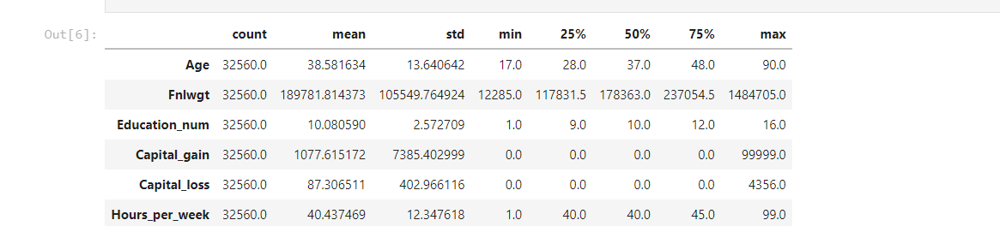 Out[6]:
count mean std min 25% 50% 75% max
Age 32560.0 38.581634 13.640642 17.0 28.0 37.0 48.0 90.0
Fnlwgt 32560.0 189781.814373 105549.764924 12285.0 117831.5 178363.0 237054.5 1484705.0
Education_num 32560.0 10.080590 2.572709 1.0 9.0 10.0 12.0 16.0
Capital_gain 32560.0 1077.615172 7385.402999 0.0 0.0 0.0 0.0 99999.0
Capital_loss 32560.0 87.306511 402.966116 0.0 0.0 0.0 0.0 4356.0
Hours_per_week 32560.0 40.437469 12.347618 1.0 40.0 40.0 45.0 99.0